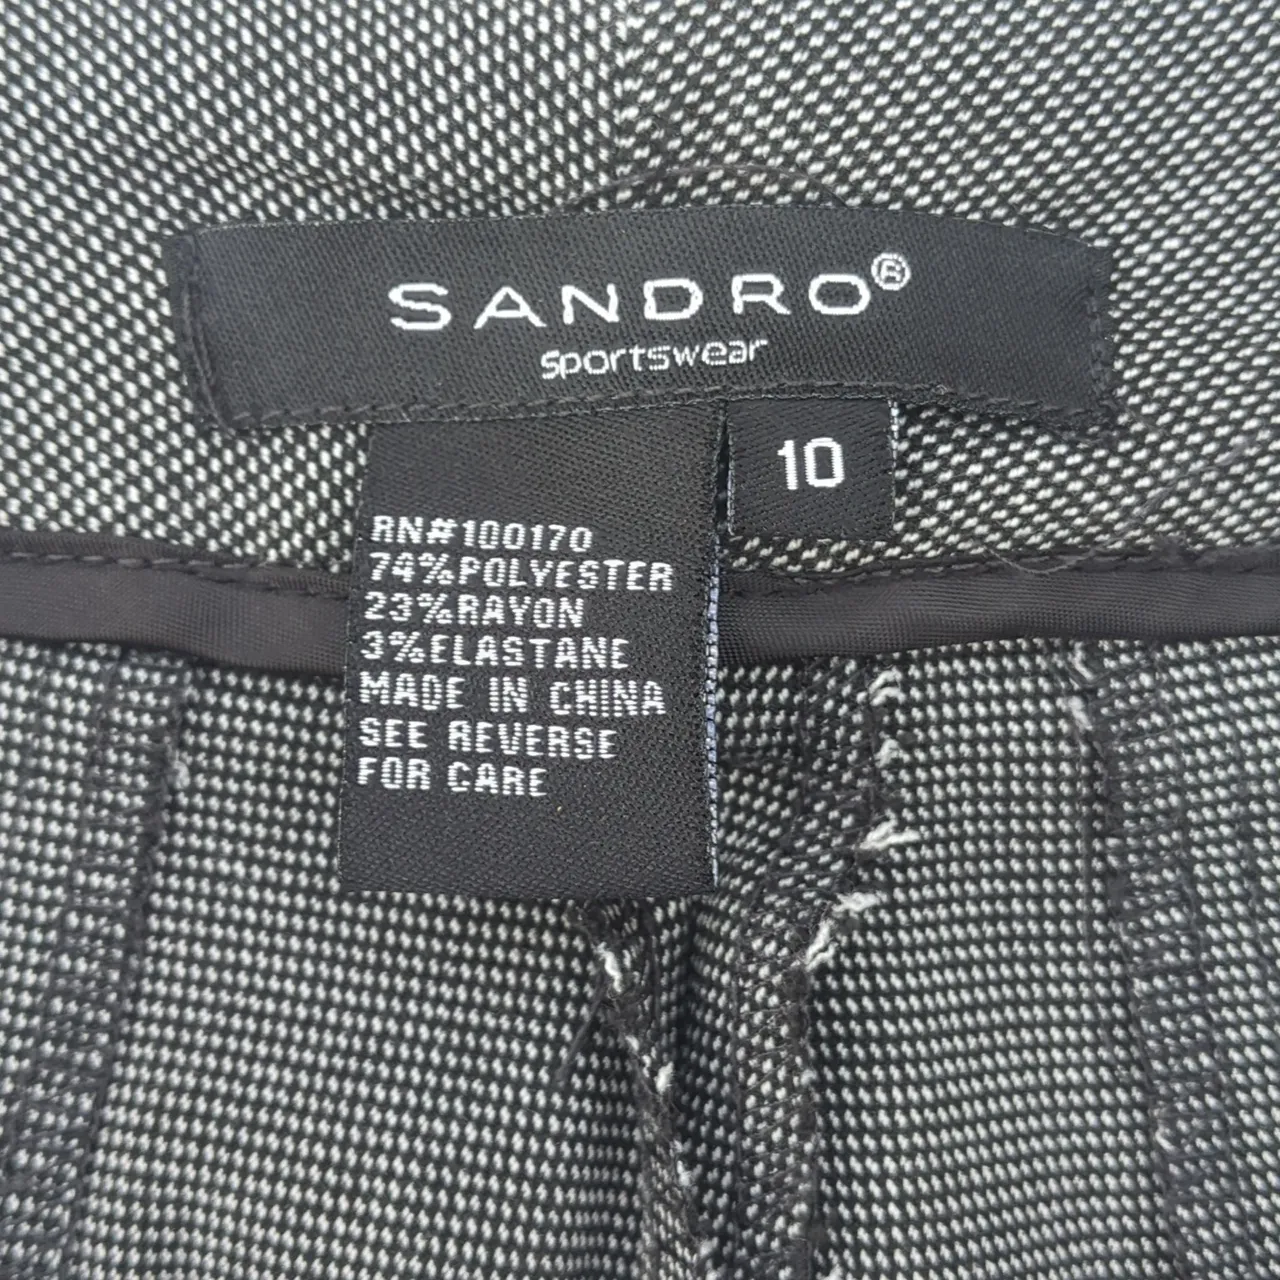 SANDRO®
Sportswear
10
RN#100170
74%POLYESTER
23%RAYON
3%ELASTANE
MADE IN CHINA
SEE REVERSE
FOR CARE